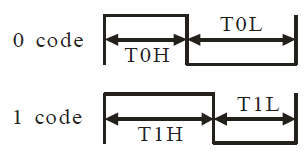 0 code T0H T0L
1 code T1H T1L